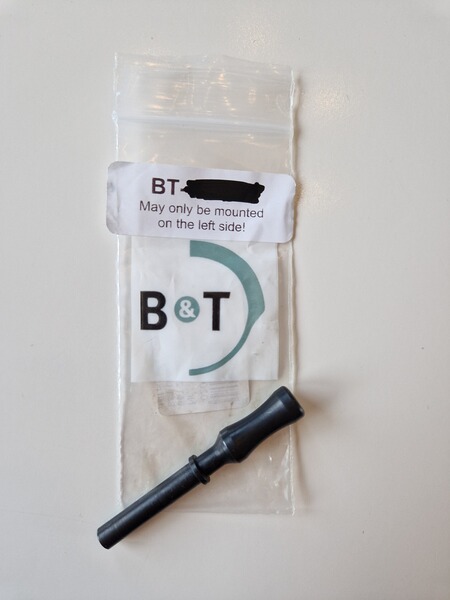 BT-
May only be mounted
on the left side!
B&T